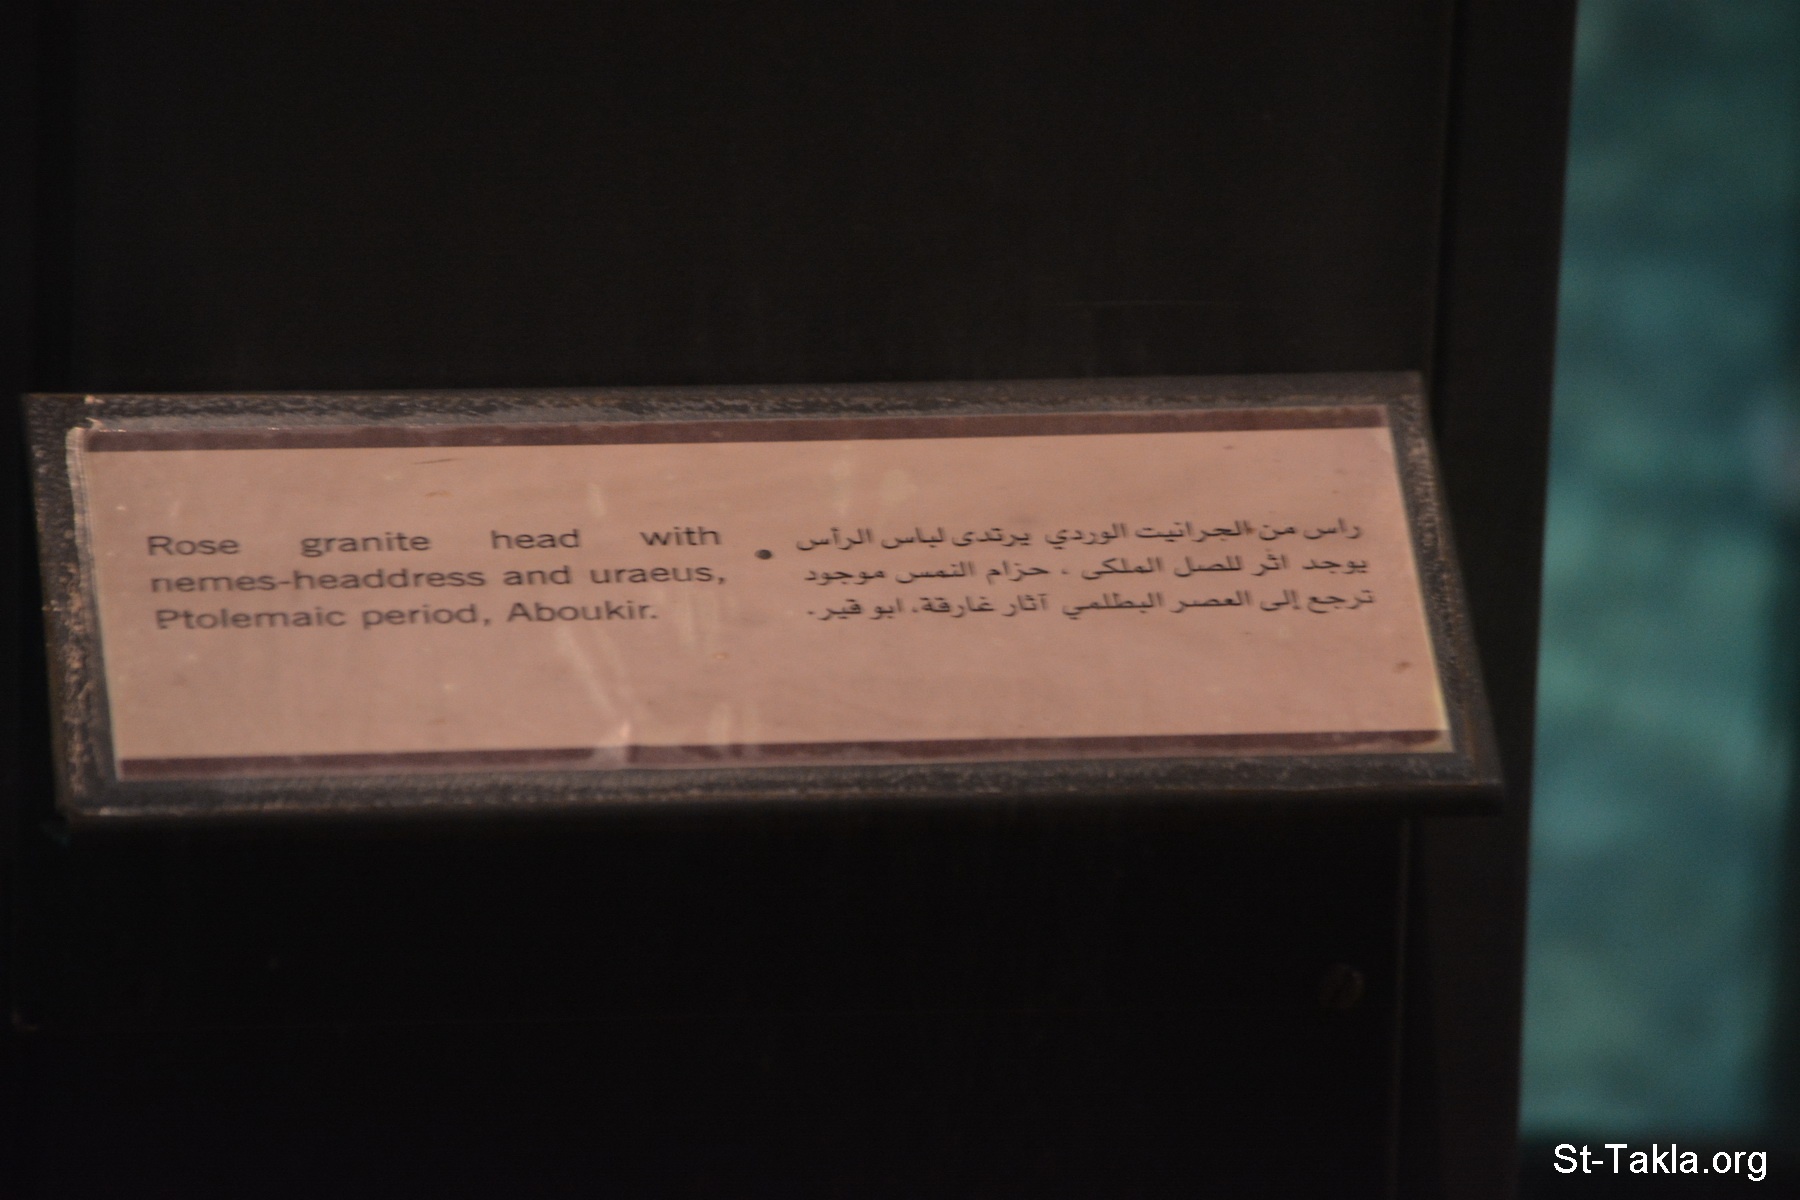 Rose granite head with
nemes-headdress and uraeus,
Ptolemaic period, Aboukir.
راس من الجرانيت الوردي يرتدى لباس الرأس
يوجد اثر للصل الملكى ، حزام النمس موجود
ترجع إلى العصر البطلمي آثار غارقة، ابو قير.
St-Takla.org